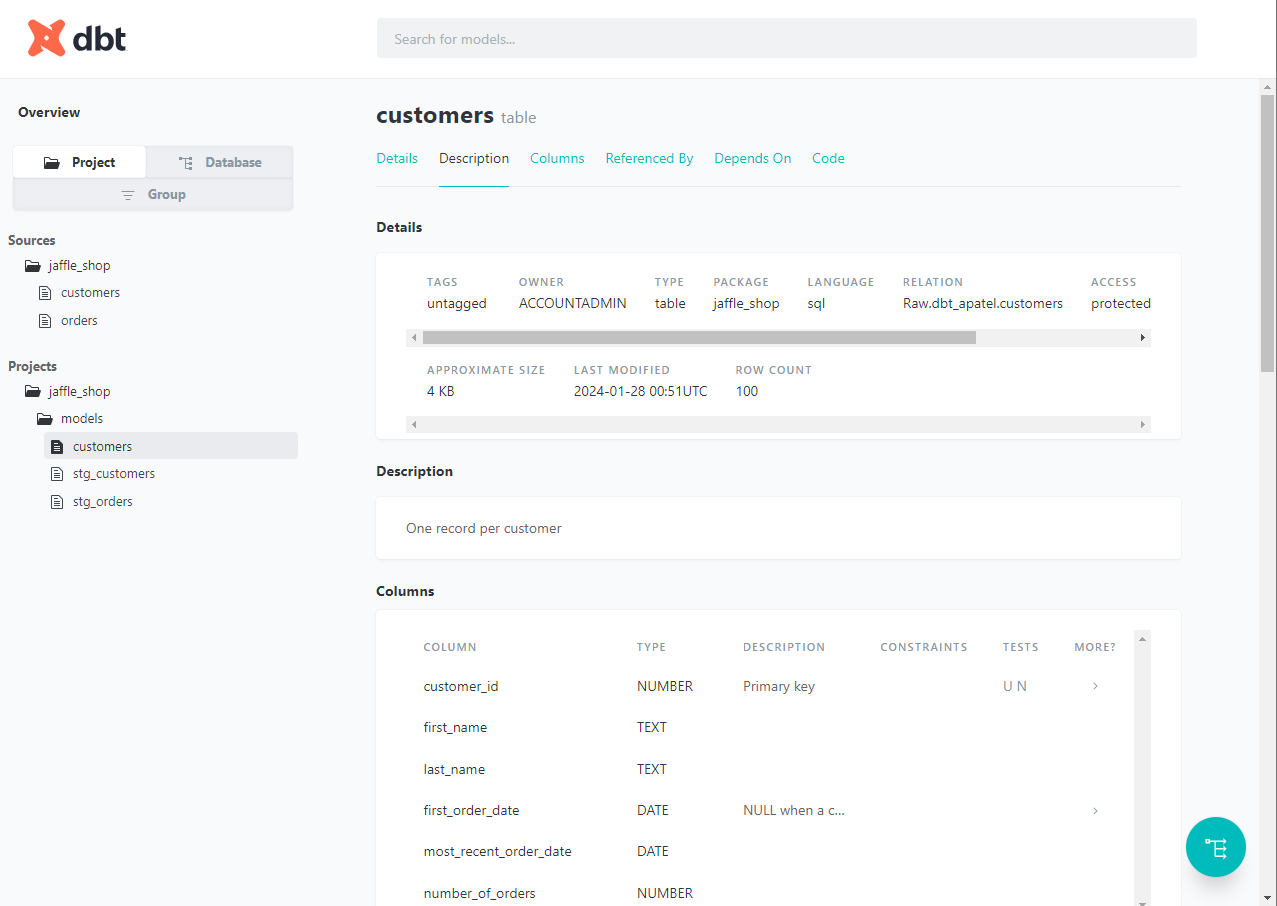 dbt
Search for models...
Overview
Project
Database
Group
Sources
jaffle_shop
customers
orders
Projects
jaffle_shop
models
customers
stg_customers
stg_orders
customers table
Details Description Columns Referenced By Depends On Code
Details
TAGS OWNER TYPE PACKAGE LANGUAGE RELATION ACCESS
untagged ACCOUNTADMIN table jaffle_shop sql Raw.dbt_apatel.customers protected
APPROXIMATE SIZE LAST MODIFIED ROW COUNT
4 KB 2024-01-28 00:51UTC 100
Description
One record per customer
Columns
COLUMN TYPE DESCRIPTION CONSTRAINTS TESTS MORE?
customer_id NUMBER Primary key U N
first_name TEXT
last_name TEXT
first_order_date DATE NULL when a c...
most_recent_order_date DATE
number_of_orders NUMBER